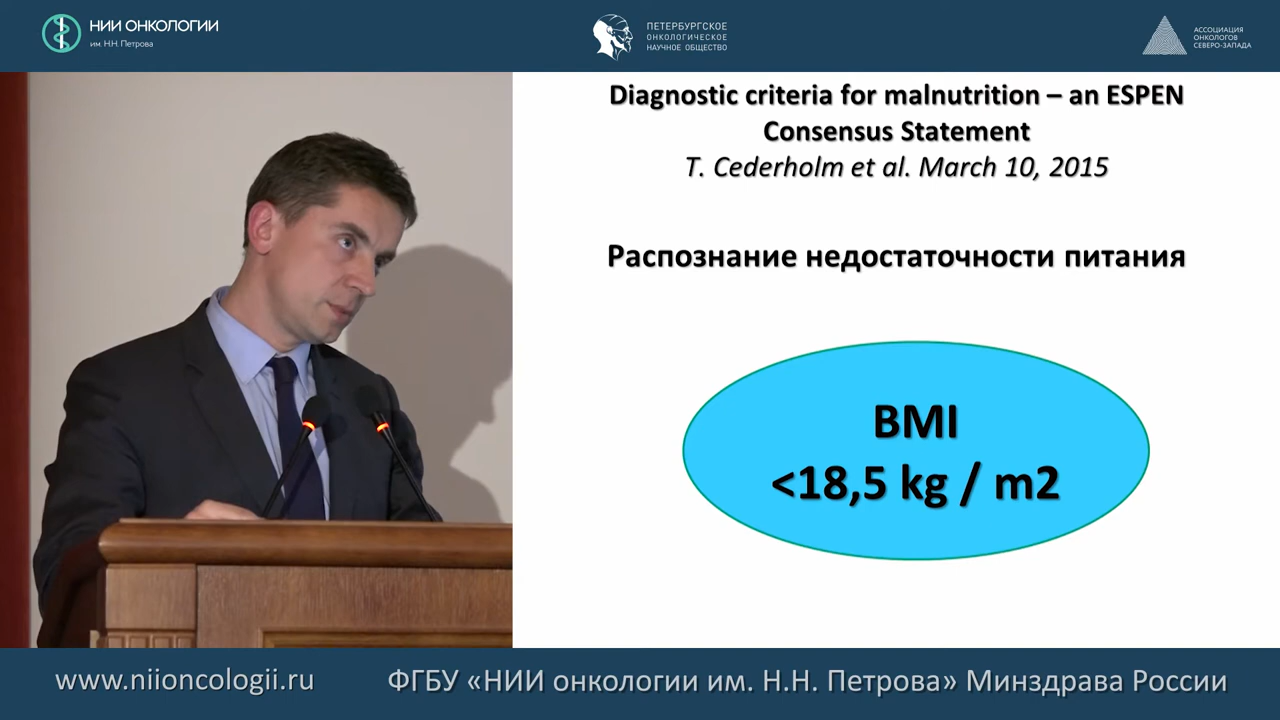 НИИ ОНКОЛОГИИ
им. Н.Н. Петрова
ПЕТЕРБУРГСКОЕ
ОНКОЛОГИЧЕСКОЕ
НАУЧНОЕ ОБЩЕСТВО
АССОЦИАЦИЯ
ОНКОЛОГОВ
СЕВЕРО-ЗАПАДА
Diagnostic criteria for malnutrition – an ESPEN
Consensus Statement
T. Cederholm et al. March 10, 2015
Распознание недостаточности питания
BMI
<18,5 kg / m2
www.niioncologii.ru
ФГБУ «НИИ онкологии им. Н.Н. Петрова» Минздрава России